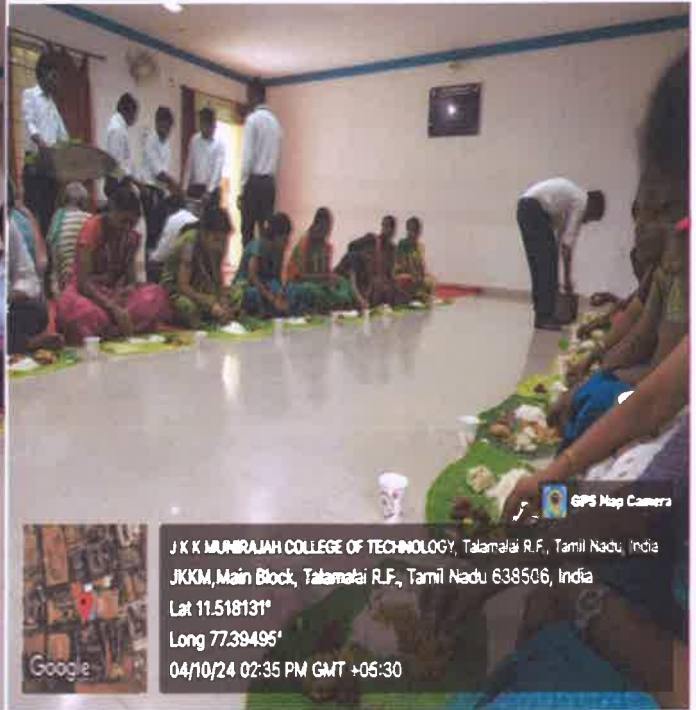 GPS Map Camera
J K K MUNIRAJAH COLLEGE OF TECHNOLOGY, Talamalai R.F., Tamil Nadu, India
JKKM,Main Block, Talamalai R.F., Tamil Nadu 638506, India
Lat 11.518131°
Long 77.39495°
04/10/24 02:35 PM GMT +05:30
Google